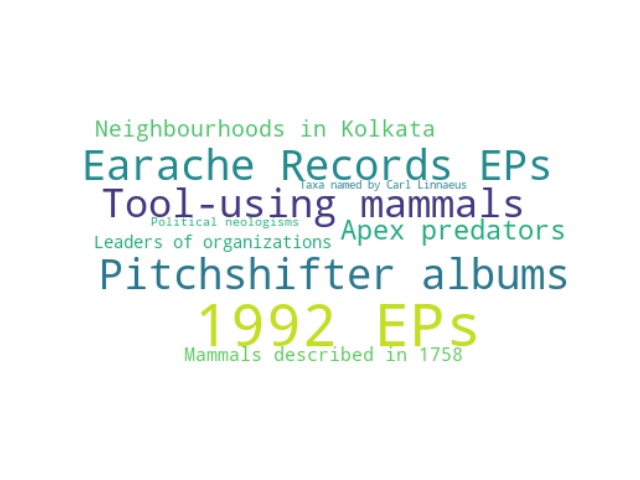 Neighbourhoods in Kolkata
Earache Records EPs
Taxa named by Carl Linnaeus
Tool-using mammals
Political neologisms
Apex predators
Leaders of organizations
Pitchshifter albums
1992 EPs
Mammals described in 1758